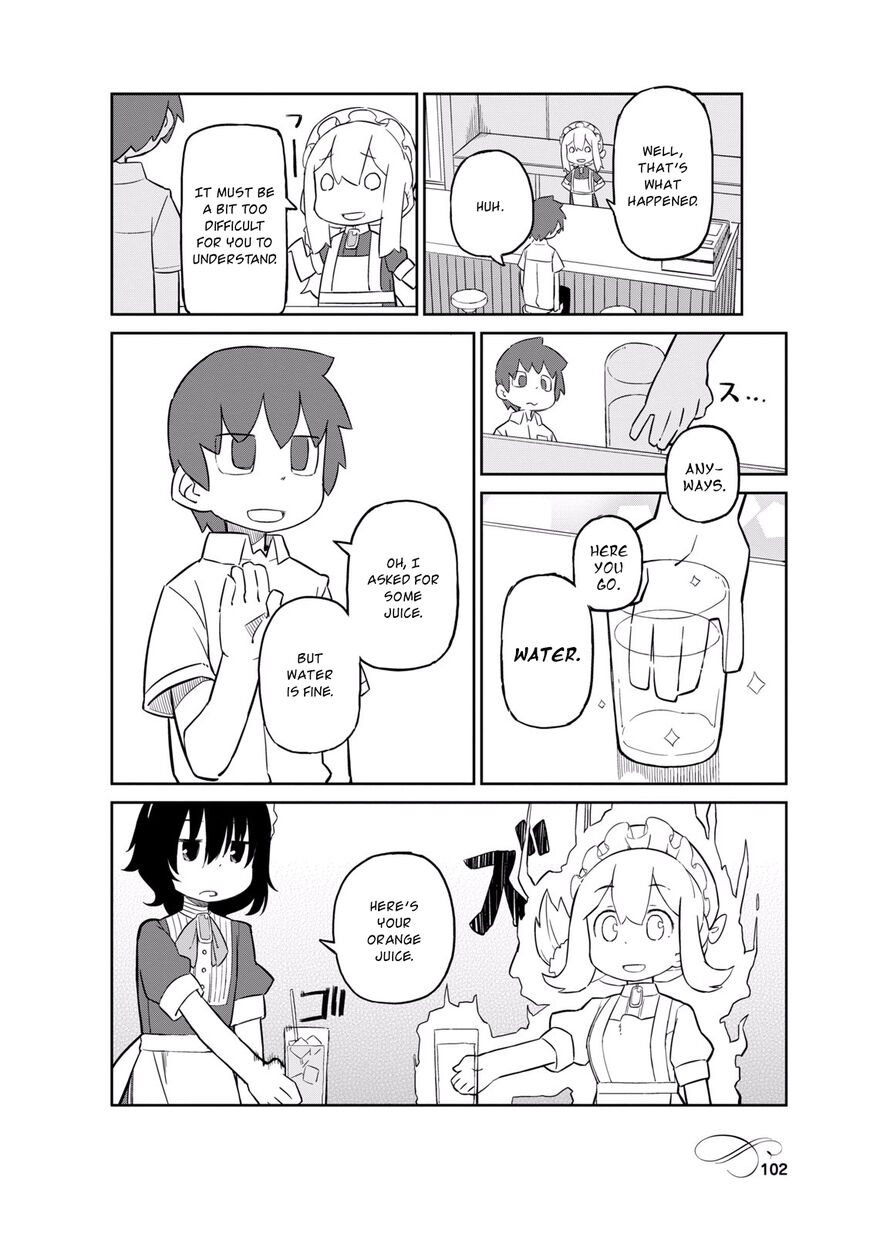 WELL,
THAT'S
WHAT
HAPPENED.
HUH.
IT MUST BE
A BIT TOO
DIFFICULT
FOR YOU TO
UNDERSTAND.
っ
ス...
ANY-
WAYS.
HERE
YOU
GO.
WATER.
OH, I
ASKED FOR
SOME
JUICE.
BUT
WATER
IS FINE.
ズ
HERE'S
YOUR
ORANGE
JUICE.
ゴ
102